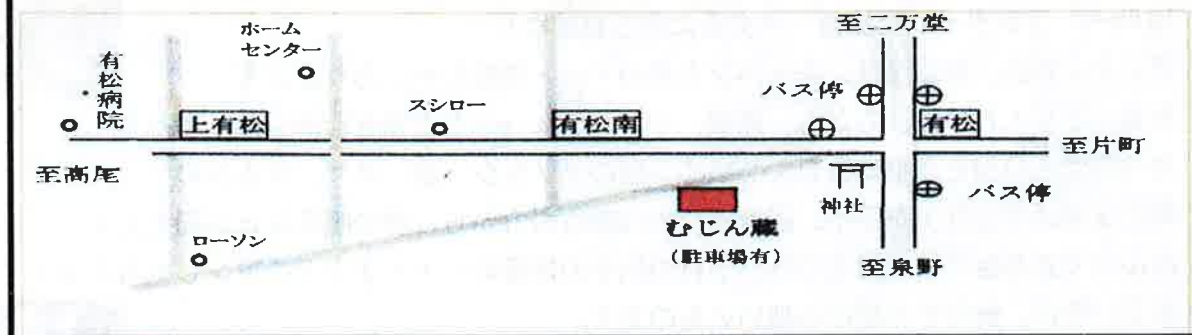 至二万堂
ホーム
センター
有松病院
バス停
スシロー
上有松
有松南
有松
至片町
至高尾
神社
バス停
むじん蔵
(駐車場有)
ローソン
至泉野